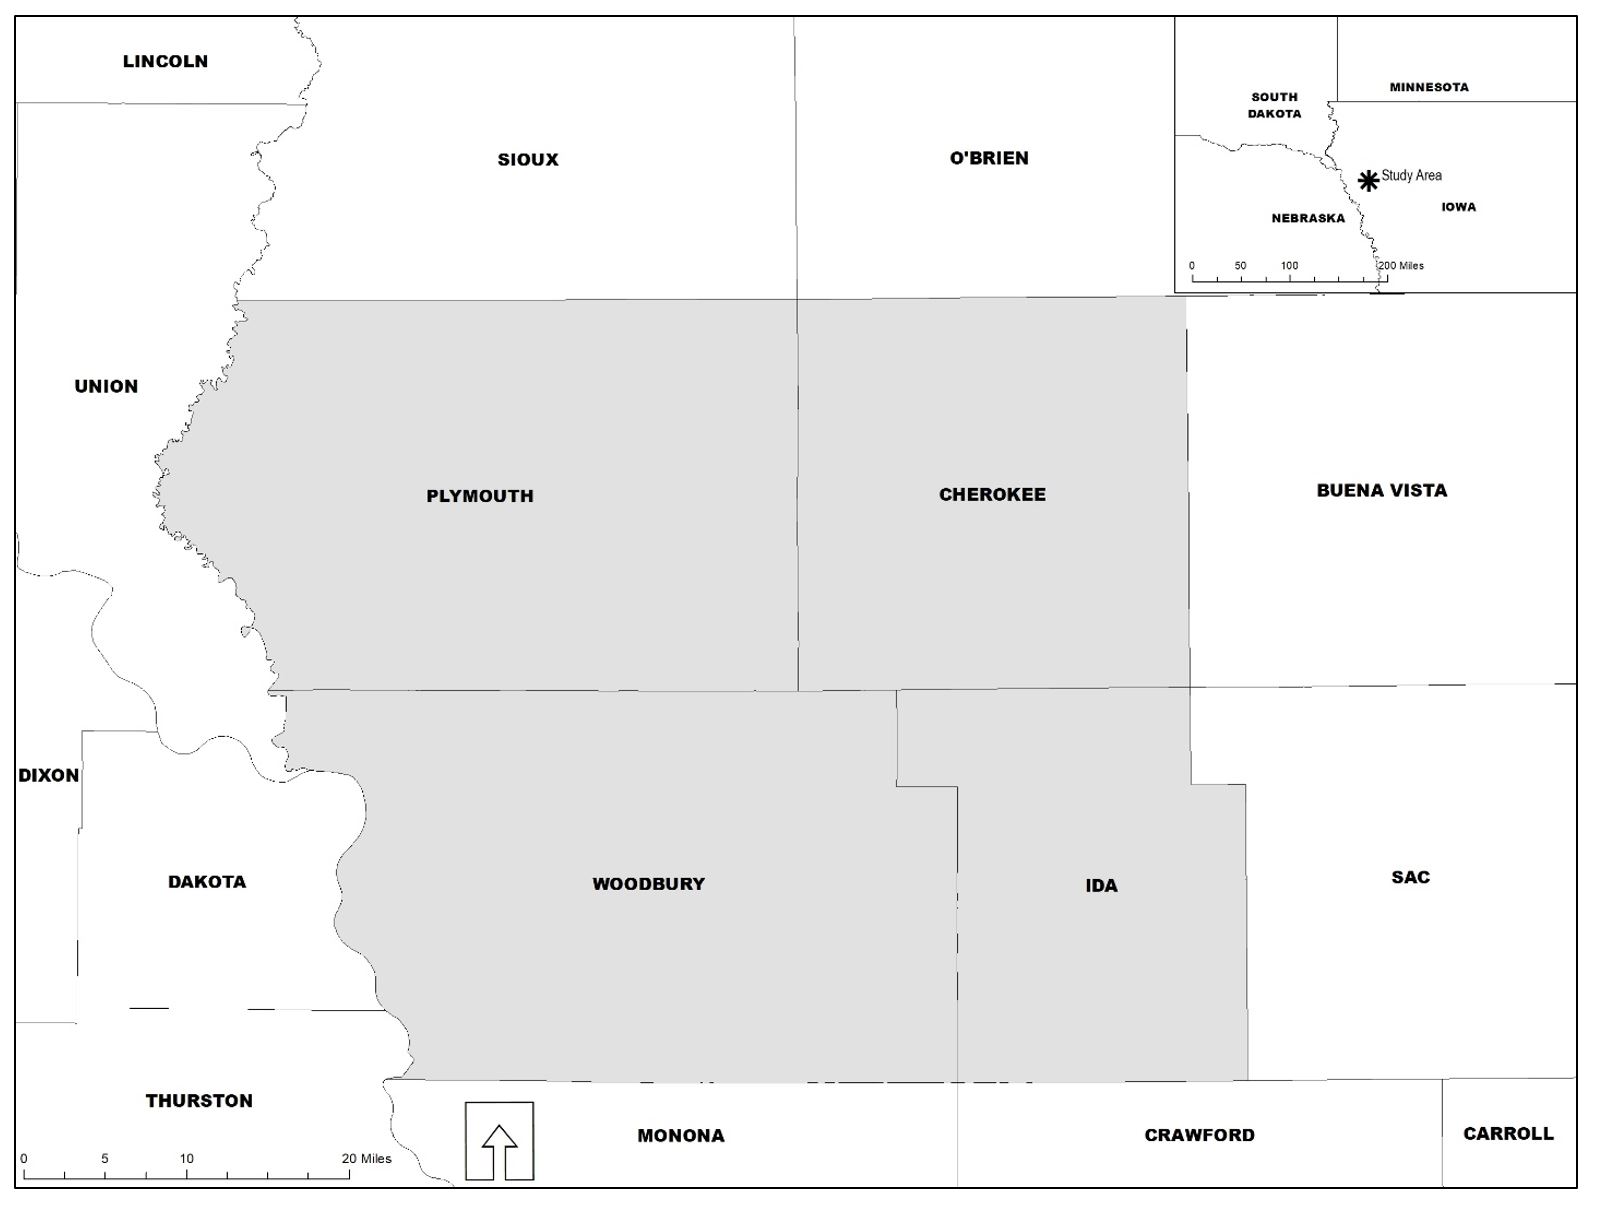 LINCOLN
SIOUX
O'BRIEN
SOUTH
DAKOTA
MINNESOTA
Study Area
IOWA
NEBRASKA
0 50 100 200 Miles
UNION
PLYMOUTH
CHEROKEE
BUENA VISTA
DIXON
DAKOTA
WOODBURY
IDA
SAC
THURSTON
MONONA
CRAWFORD
CARROLL
0 5 10 20 Miles